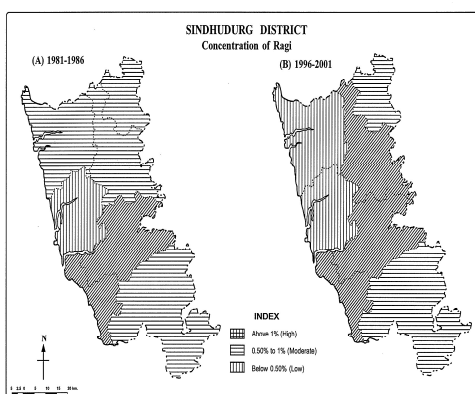 SINDHUDURG DISTRICT
Concentration of Ragi
(A) 1981-1986
(B) 1996-2001
INDEX
Above 1% (High)
0.50% to 1% (Moderate)
Below 0.50% (Low)
N
5 2.5 0 5 10 15 20 km.